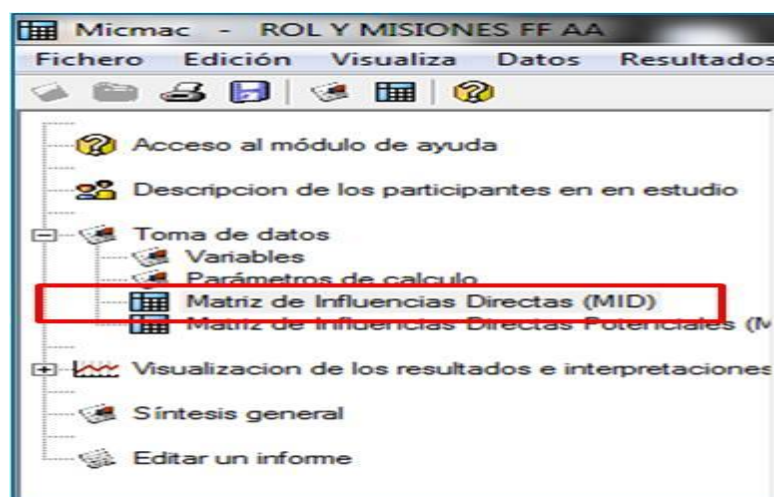 Micmac - ROL Y MISIONES FF AA
Fichero Edición Visualiza Datos Resultados
Acceso al módulo de ayuda
Descripcion de los participantes en en estudio
Toma de datos
Variables
Parámetros de calculo
Matriz de Influencias Directas (MID)
Matriz de Influencias Directas Potenciales (M
Visualizacion de los resultados e interpretaciones
Síntesis general
Editar un informe